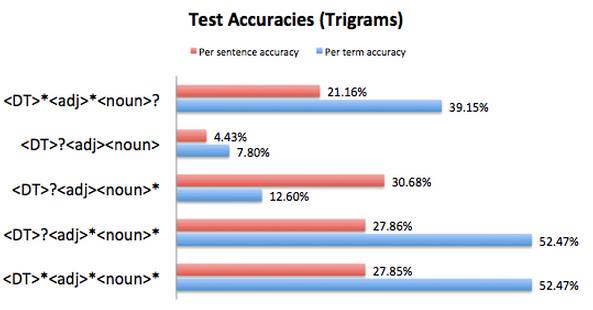 Test Accuracies (Trigrams)
Per sentence accuracy Per term accuracy
<DT>*<adj>*<noun>? 21.16% 39.15%
<DT>?<adj><noun> 4.43% 7.80%
<DT>?<adj><noun>* 30.68% 12.60%
<DT>?<adj>*<noun>* 27.86% 52.47%
<DT>*<adj>*<noun>* 27.85% 52.47%